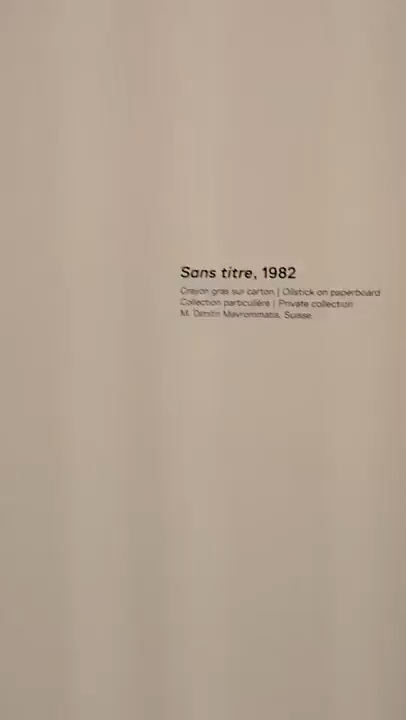 Sans titre, 1982
Crayon gras sur carton | Oilstick on paperboard
Collection particulière | Private collection
M. Dimitri Mavrommatis, Suisse